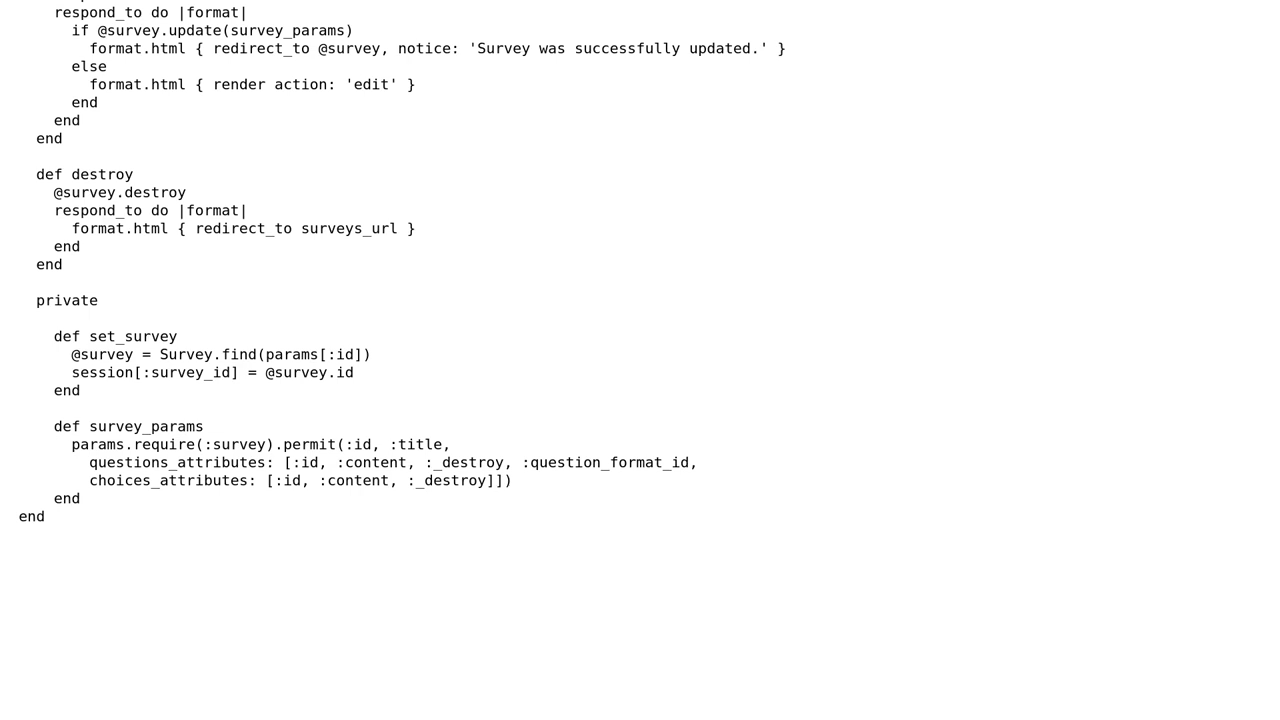 respond_to do |format|
if @survey.update(survey_params)
format.html { redirect_to @survey, notice: 'Survey was successfully updated.' }
else
format.html { render action: 'edit' }
end
end
end
def destroy
@survey.destroy
respond_to do |format|
format.html { redirect_to surveys_url }
end
end
private
def set_survey
@survey = Survey.find(params[:id])
session[:survey_id] = @survey.id
end
def survey_params
params.require(:survey).permit(:id, :title,
questions_attributes: [:id, :content, :_destroy, :question_format_id,
choices_attributes: [:id, :content, :_destroy]])
end
end